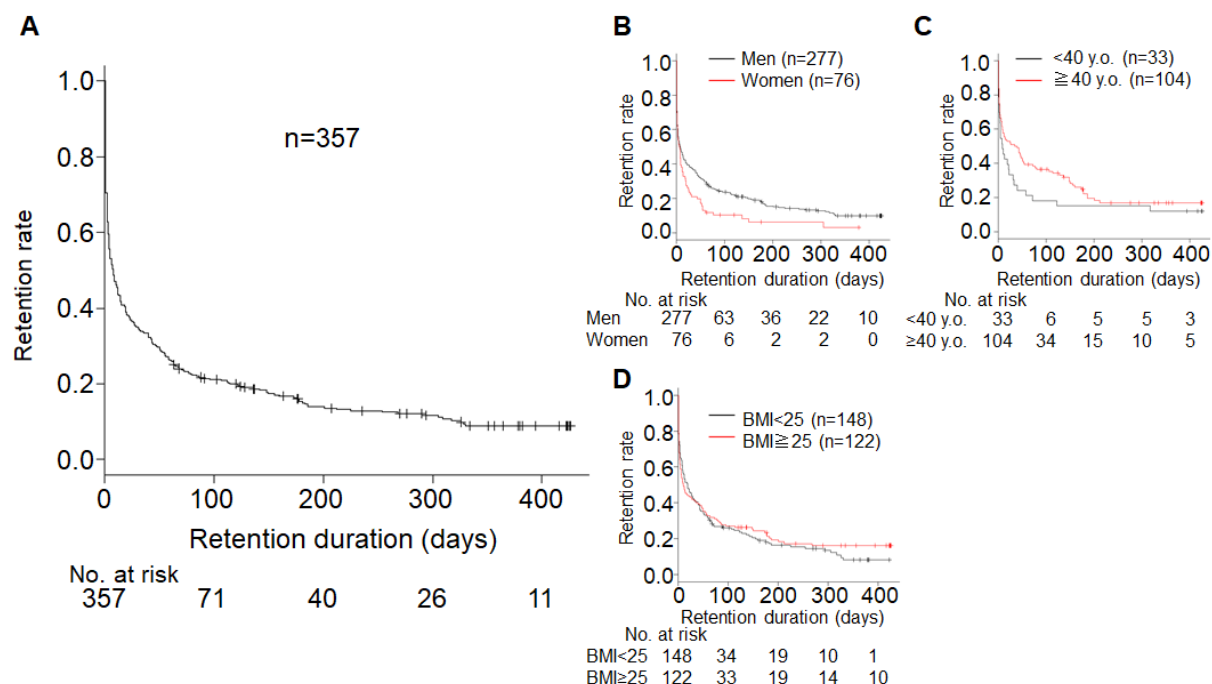 A
1.0
0.8
0.6
0.4
0.2
0.0
Retention rate
n=357
0 100 200 300 400
Retention duration (days)
No. at risk
357 71 40 26 11
B
1.0
0.8
0.6
0.4
0.2
0.0
Retention rate
Men (n=277)
Women (n=76)
0 100 200 300 400
Retention duration (days)
No. at risk
Men 277 63 36 22 10
Women 76 6 2 2 0
C
1.0
0.8
0.6
0.4
0.2
0.0
Retention rate
<40 y.o. (n=33)
≧40 y.o. (n=104)
0 100 200 300 400
Retention duration (days)
No. at risk
<40 y.o. 33 6 5 5 3
≥40 y.o. 104 34 15 10 5
D
1.0
0.8
0.6
0.4
0.2
0.0
Retention rate
BMI<25 (n=148)
BMI≧25 (n=122)
0 100 200 300 400
Retention duration (days)
No. at risk
BMI<25 148 34 19 10 1
BMI≥25 122 33 19 14 10